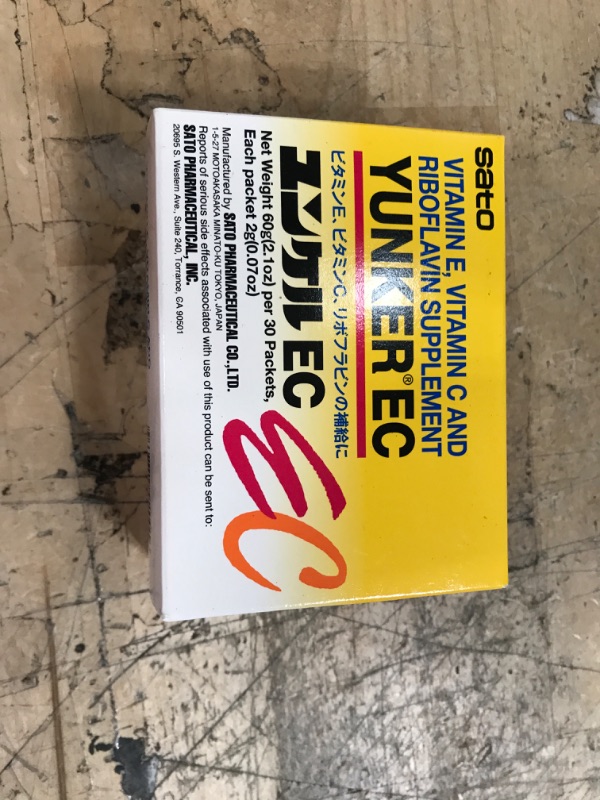 sato
VITAMIN E, VITAMIN C AND
RIBOFLAVIN SUPPLEMENT
YUNKER® EC
ビタミンE、ビタミンC、リボフラビンの補給に
ユンケル EC
EC
Net Weight 60g(2.1oz) per 30 Packets,
Each packet 2g(0.07oz)
Manufactured by SATO PHARMACEUTICAL CO.,LTD.
1-5-27 MOTOAKASAKA MINATO-KU TOKYO, JAPAN
Reports of serious side effects associated with use of this product can be sent to:
SATO PHARMACEUTICAL, INC.
20695 S. Western Ave., Suite 240, Torrance, CA 90501